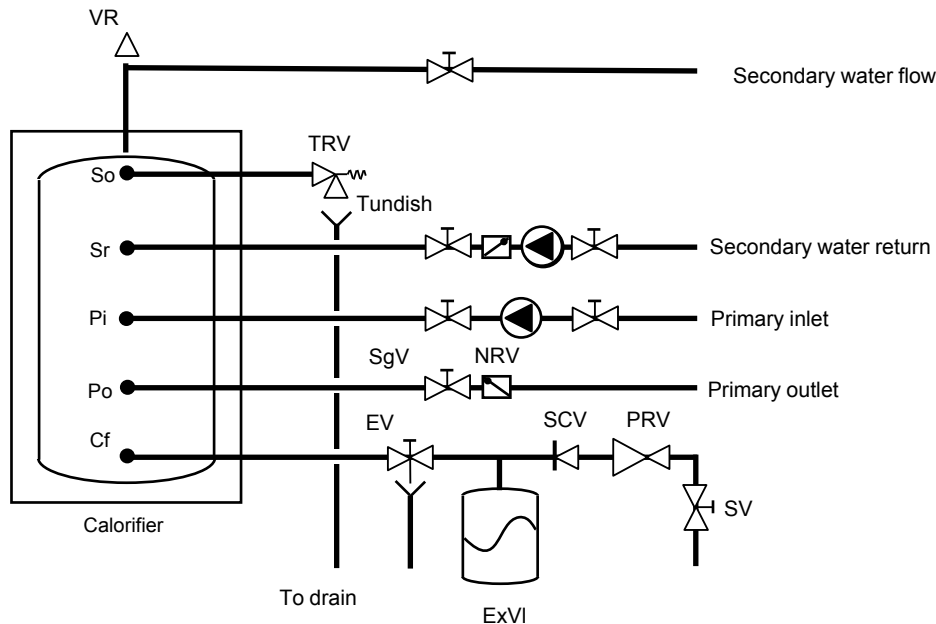 VR
Secondary water flow
TRV
So
Tundish
Sr
Secondary water return
Pi
Primary inlet
SgV
NRV
Po
Primary outlet
EV
SCV
PRV
Cf
SV
Calorifier
To drain
ExVl